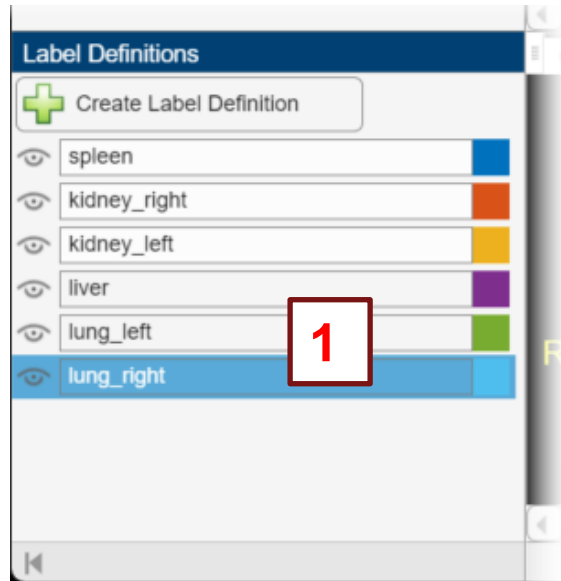 Label Definitions
Create Label Definition
spleen
kidney_right
kidney_left
liver
lung_left
1
R
lung_right